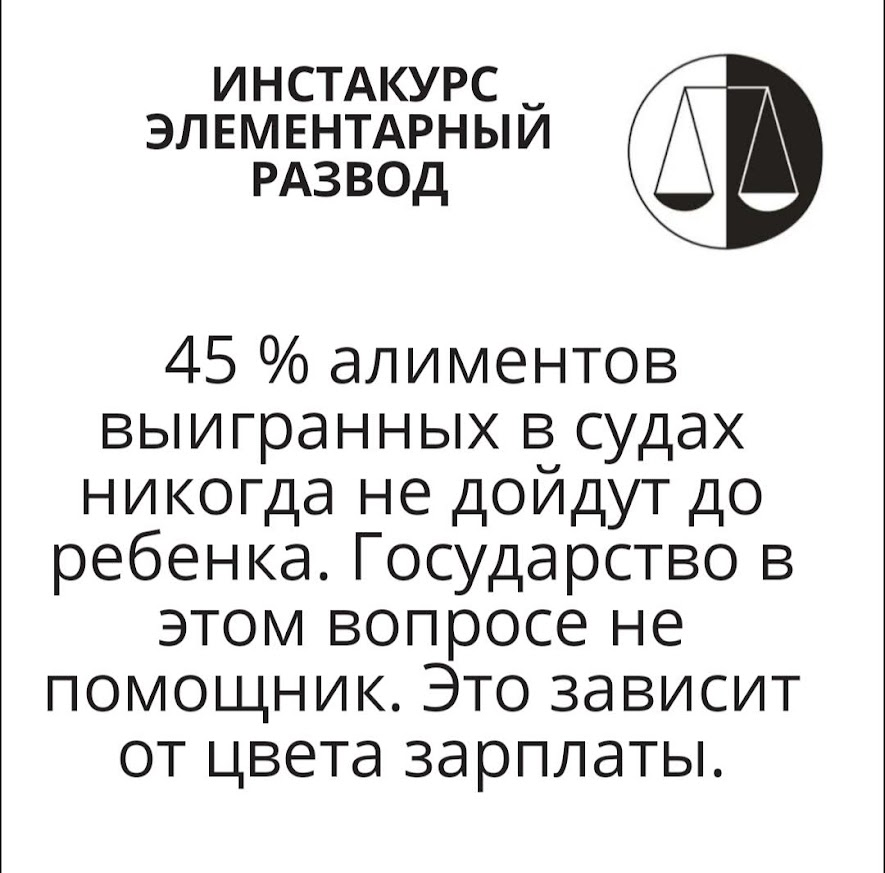 ИНСТАКУРС
ЭЛЕМЕНТАРНЫЙ
РАЗВОД
45 % алиментов
выигранных в судах
никогда не дойдут до
ребенка. Государство в
этом вопросе не
помощник. Это зависит
от цвета зарплаты.